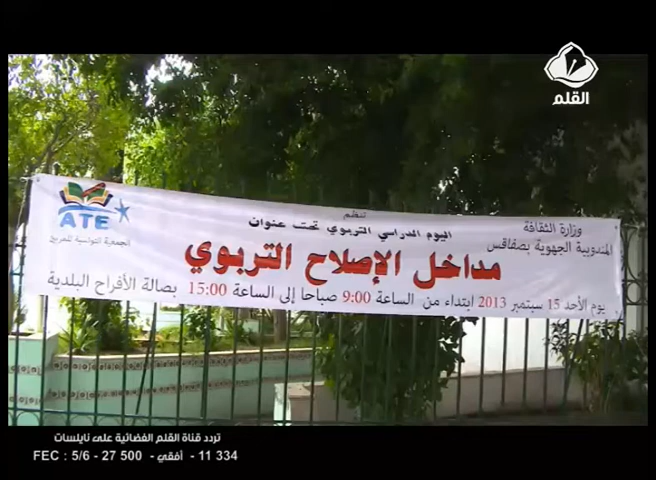 القلم
تنظم
وزارة الثقافة
المندوبية الجهوية بصفاقس
اليوم المدراسي التربوي تحت عنوان
مداخل الإصلاح التربوي
يوم الأحد 15 سبتمبر 2013 ابتداء من الساعة 9:00 صباحا إلى الساعة 15:00 بصالة الأفراح البلدية
ATE
الجمعية التونسية للمربين
تردد قناة القلم الفضائية على نايلسات
11 334 - أفقي - 27 500 - FEC : 5/6